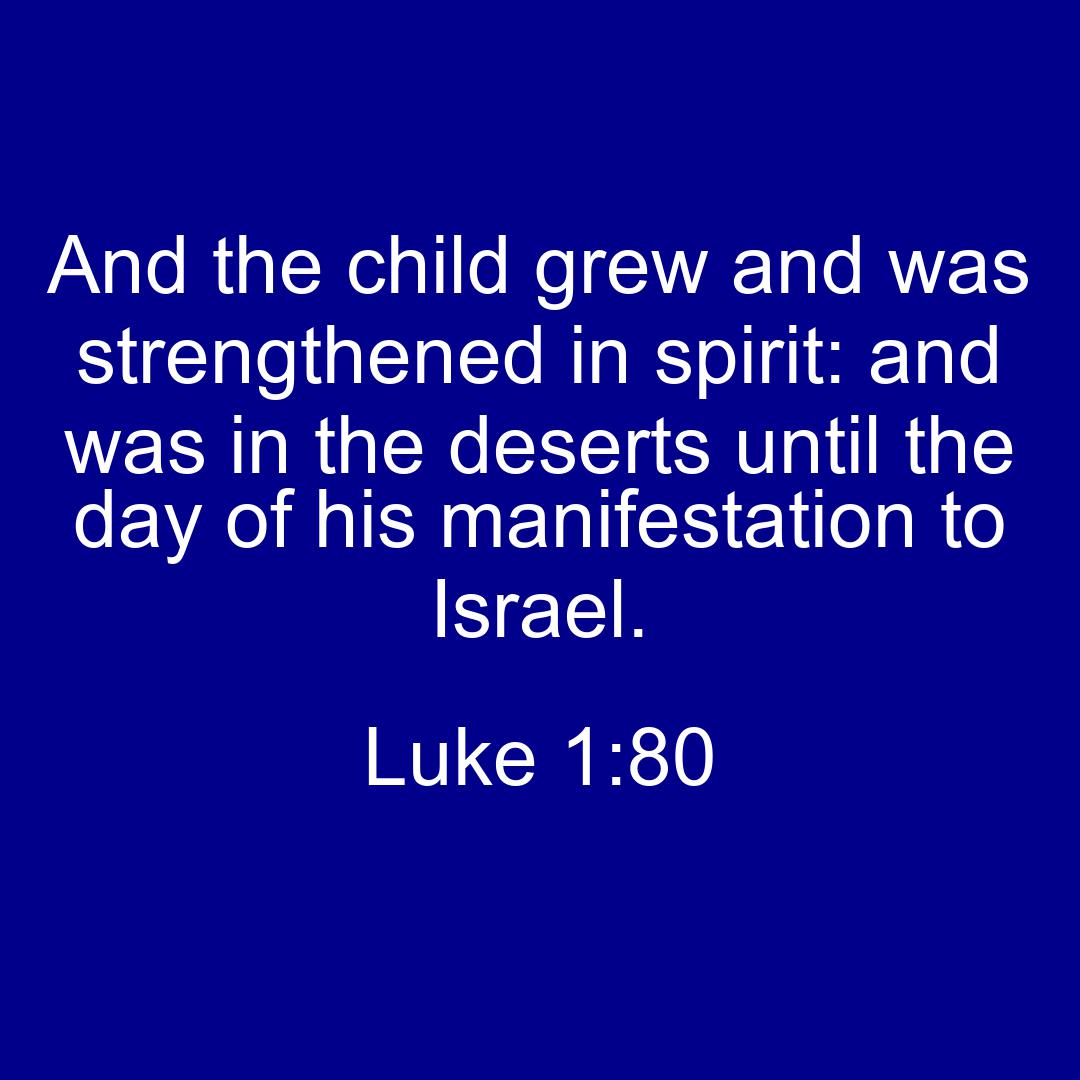 And the child grew and was
strengthened in spirit: and
was in the deserts until the
day of his manifestation to
Israel.
Luke 1:80